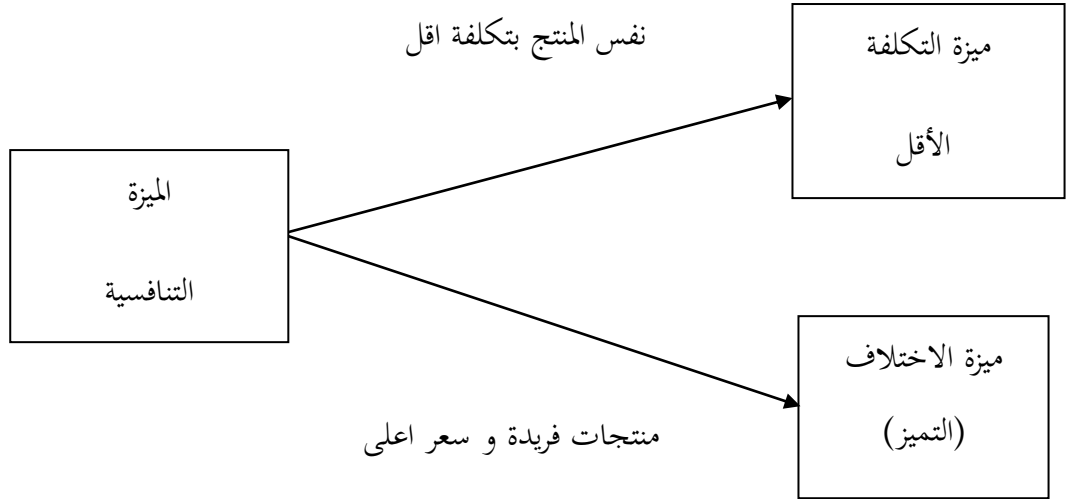 نفس المنتج بتكلفة اقل
ميزة التكلفة
الأقل
الميزة
التنافسية
ميزة الاختلاف
(التميز)
منتجات فريدة و سعر اعلى